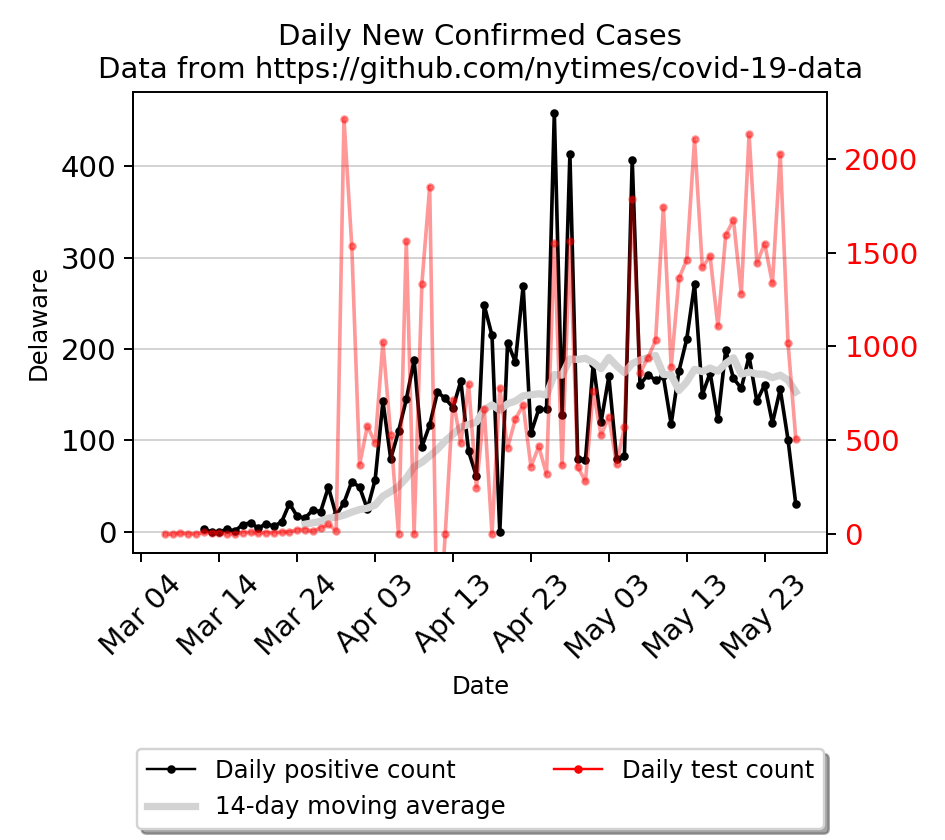 Daily New Confirmed Cases
Data from https://github.com/nytimes/covid-19-data
400
300
200
100
0
Delaware
2000
1500
1000
500
0
Mar 04
Mar 14
Mar 24
Apr 03
Apr 13
Apr 23
May 03
May 13
May 23
Date
Daily positive count
14-day moving average
Daily test count